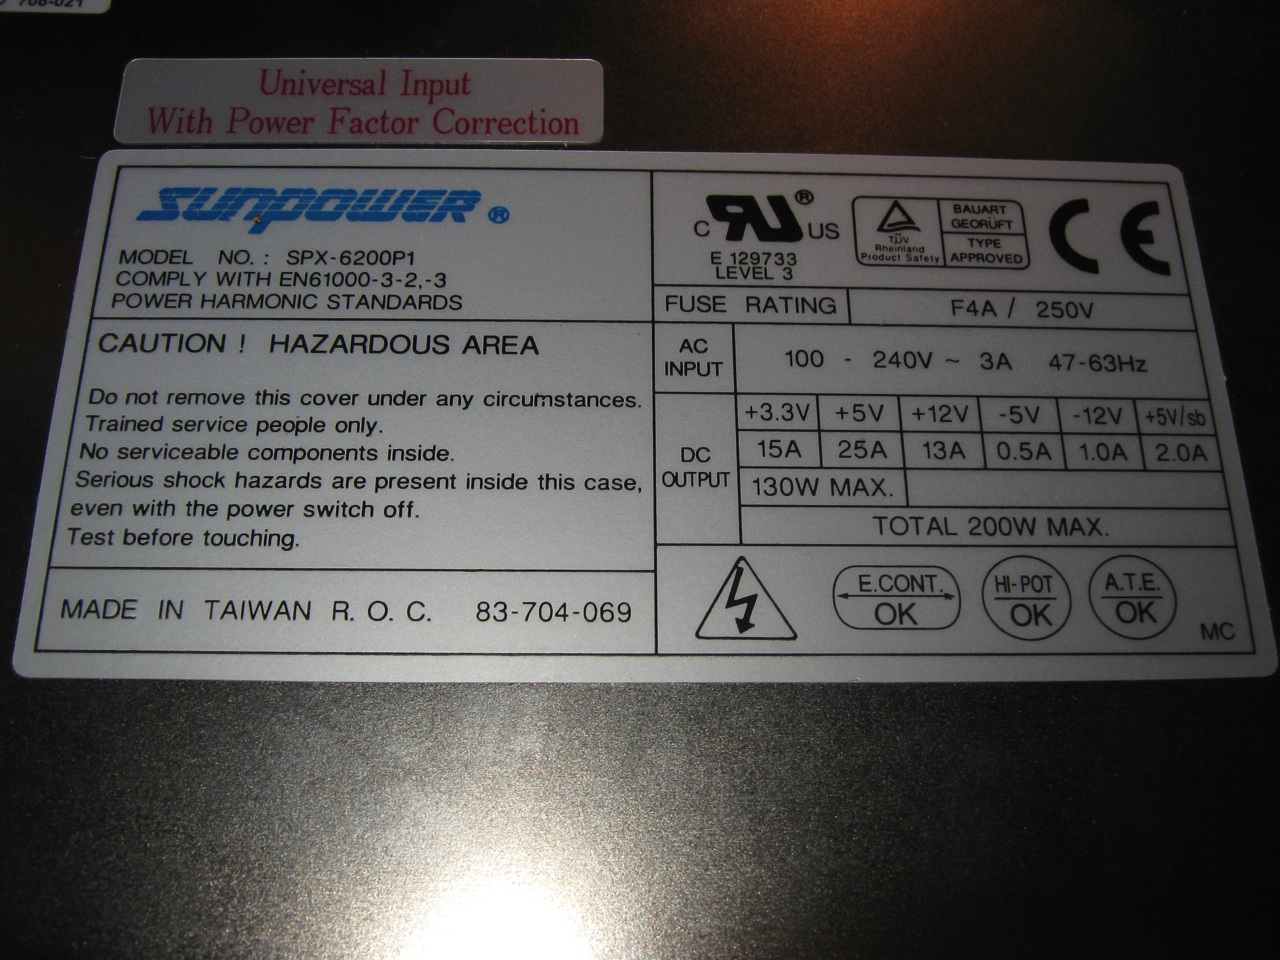 706-021
Universal Input
With Power Factor Correction
SUNPOWER ®
MODEL NO. : SPX-6200P1
COMPLY WITH EN61000-3-2,-3
POWER HARMONIC STANDARDS
CAUTION ! HAZARDOUS AREA
Do not remove this cover under any circumstances.
Trained service people only.
No serviceable components inside.
Serious shock hazards are present inside this case,
even with the power switch off.
Test before touching.
MADE IN TAIWAN R. O. C. 83-704-069
C RU ® US
E 129733
LEVEL 3
TÜV
Rheinland
Product Safety
BAUART
GEORÜFT
TYPE
APPROVED
CE
FUSE RATING F4A / 250V
AC
INPUT
100 - 240V ~ 3A 47-63Hz
DC
OUTPUT
+3.3V +5V +12V -5V -12V +5V/sb
15A 25A 13A 0.5A 1.0A 2.0A
130W MAX.
TOTAL 200W MAX.
E.CONT.
OK
HI-POT
OK
A.T.E.
OK
MC